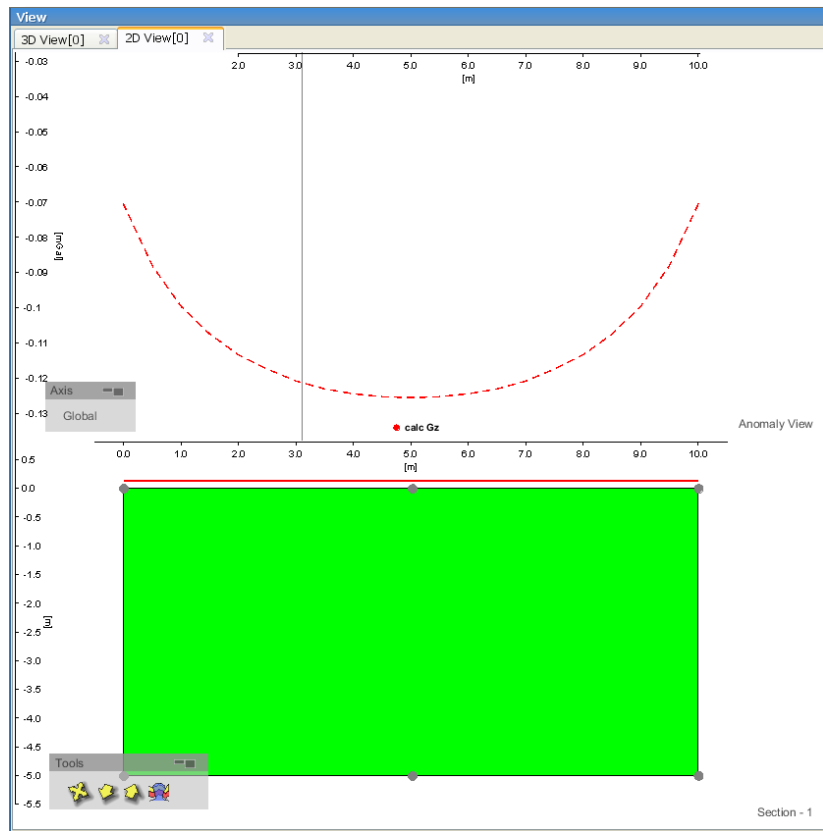 View
3D View[0] 2D View[0]
2.0 3.0 4.0 5.0 6.0 7.0 8.0 9.0 10.0
[m]
-0.03
-0.04
-0.05
-0.06
-0.07
-0.08
[mGal]
-0.09
-0.1
-0.11
-0.12
-0.13
Axis
Global
calc Gz
Anomaly View
0.0 1.0 2.0 3.0 4.0 5.0 6.0 7.0 8.0 9.0 10.0
[m]
0.5
0.0
-0.5
-1.0
-1.5
-2.0
[m]
-2.5
-3.0
-3.5
-4.0
-4.5
-5.0
-5.5
Tools
Section - 1